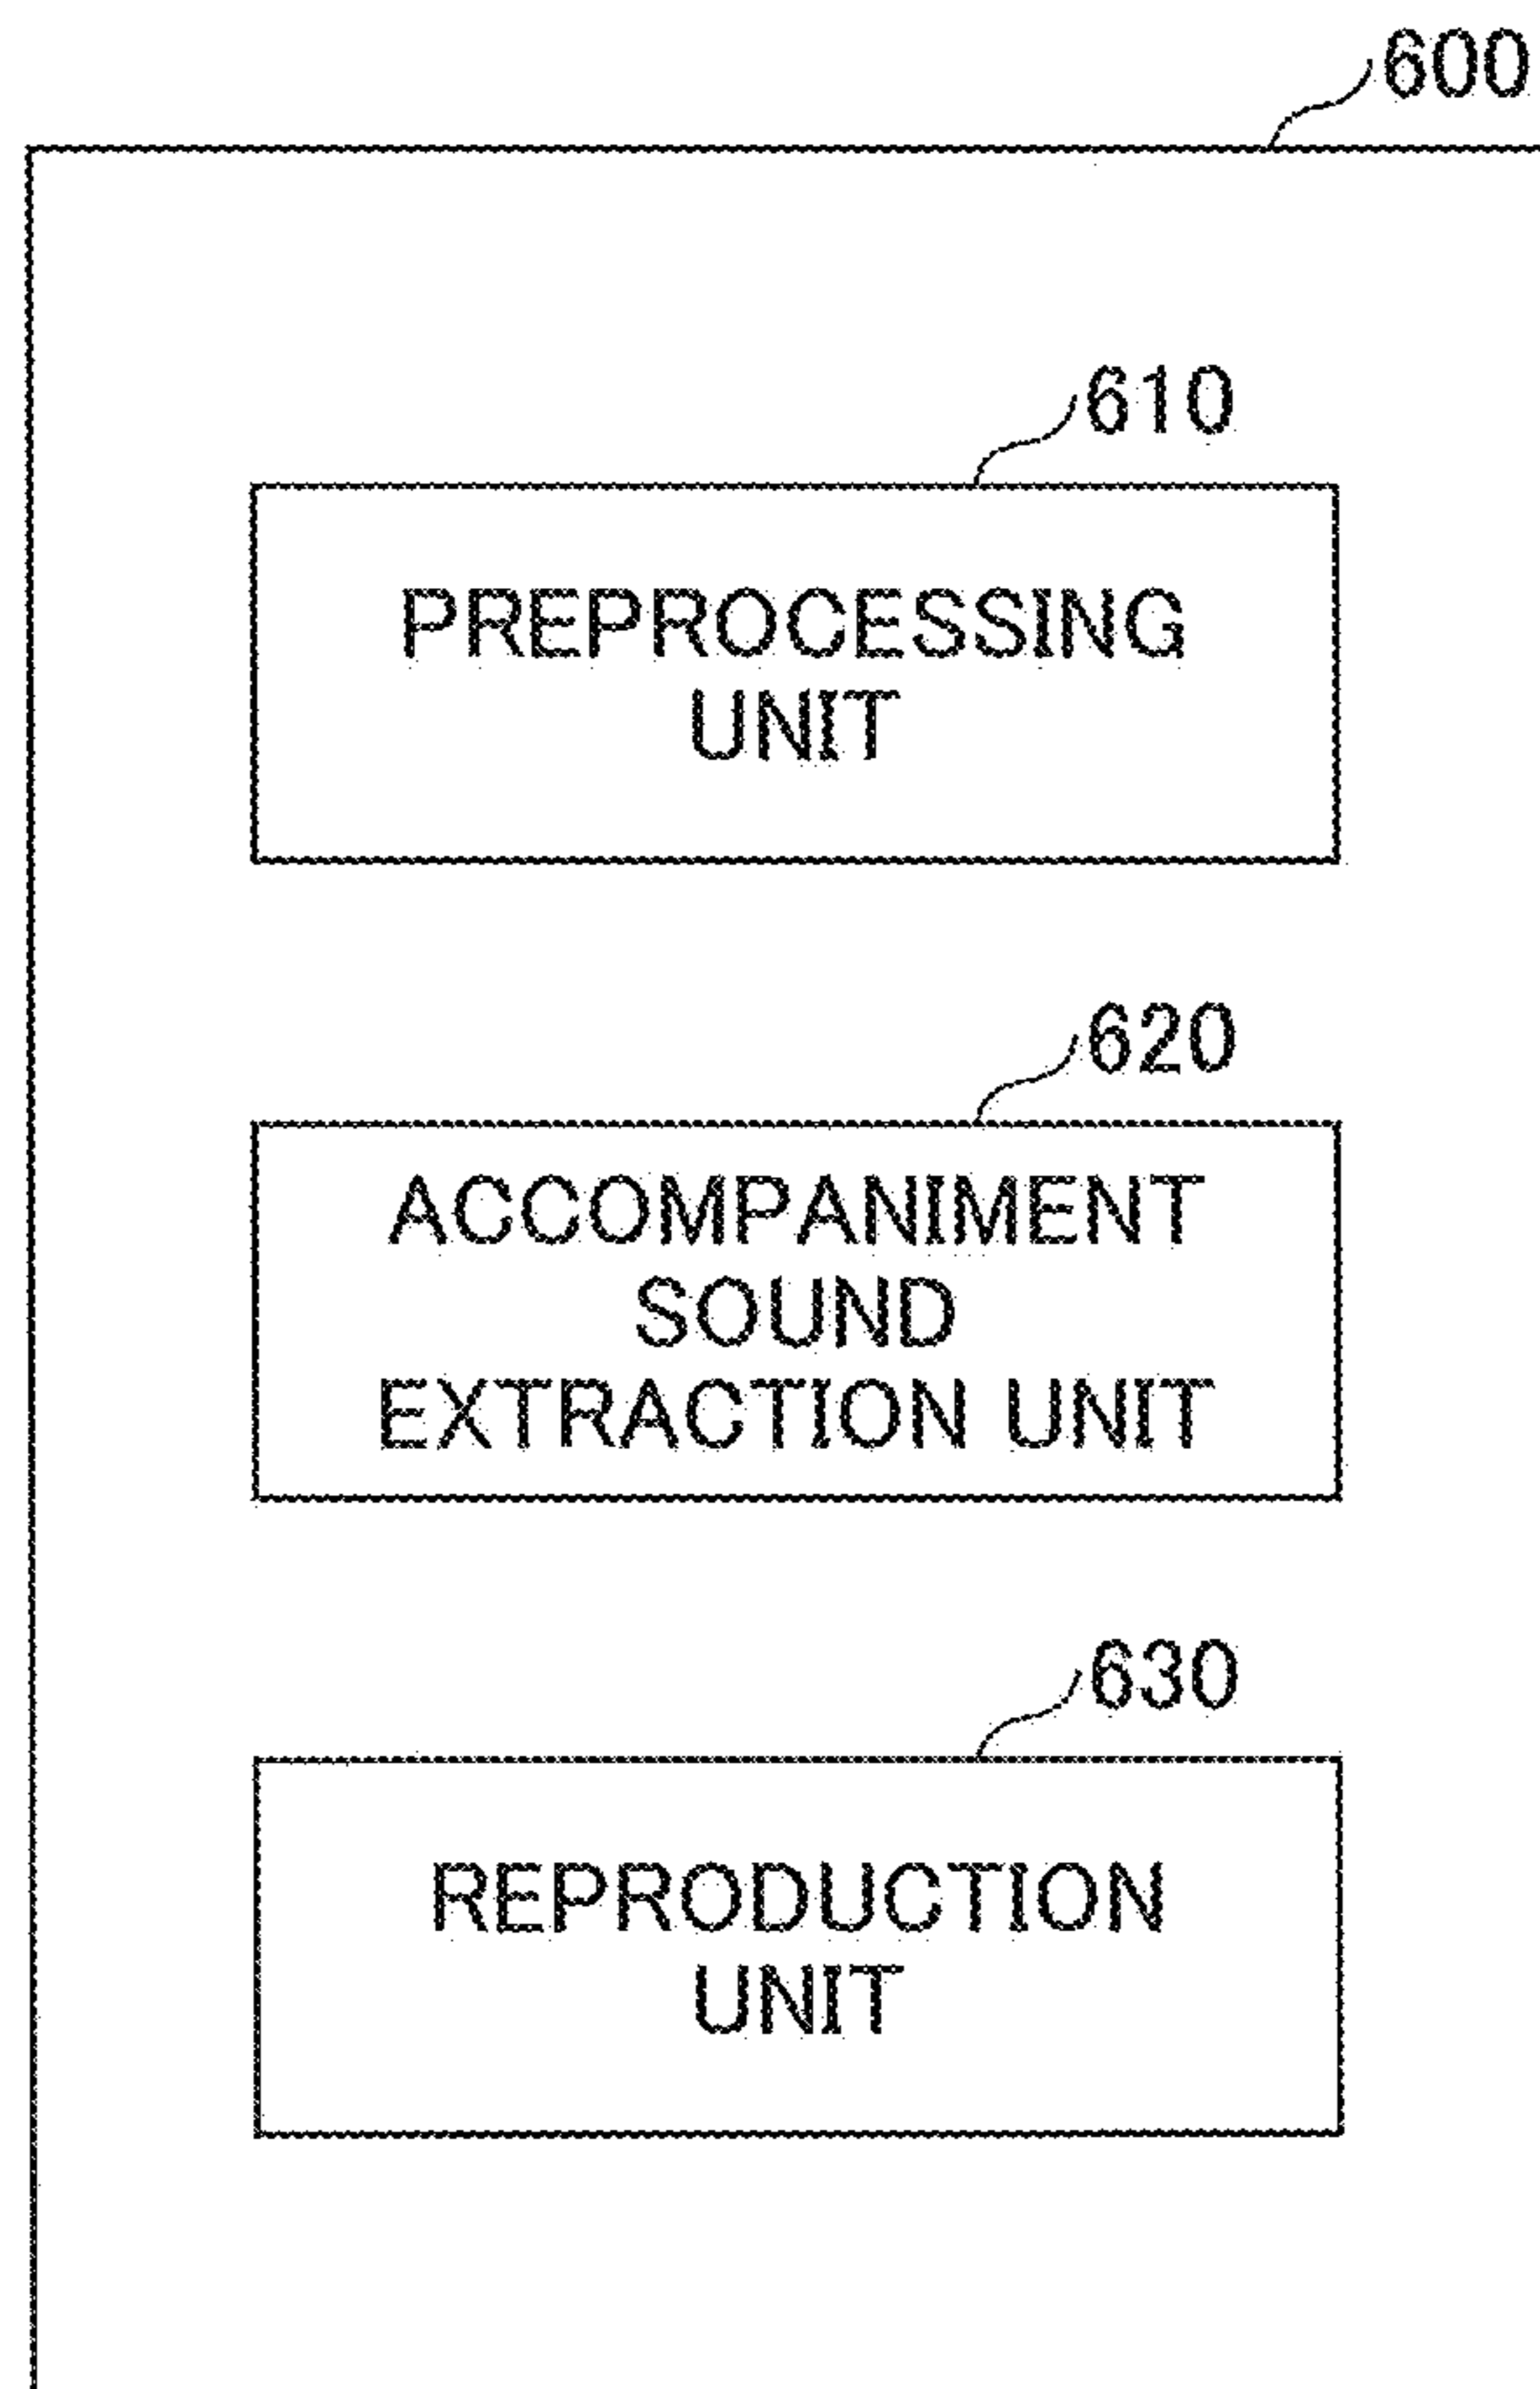 600
610
PREPROCESSING
UNIT
620
ACCOMPANIMENT
SOUND
EXTRACTION UNIT
630
REPRODUCTION
UNIT